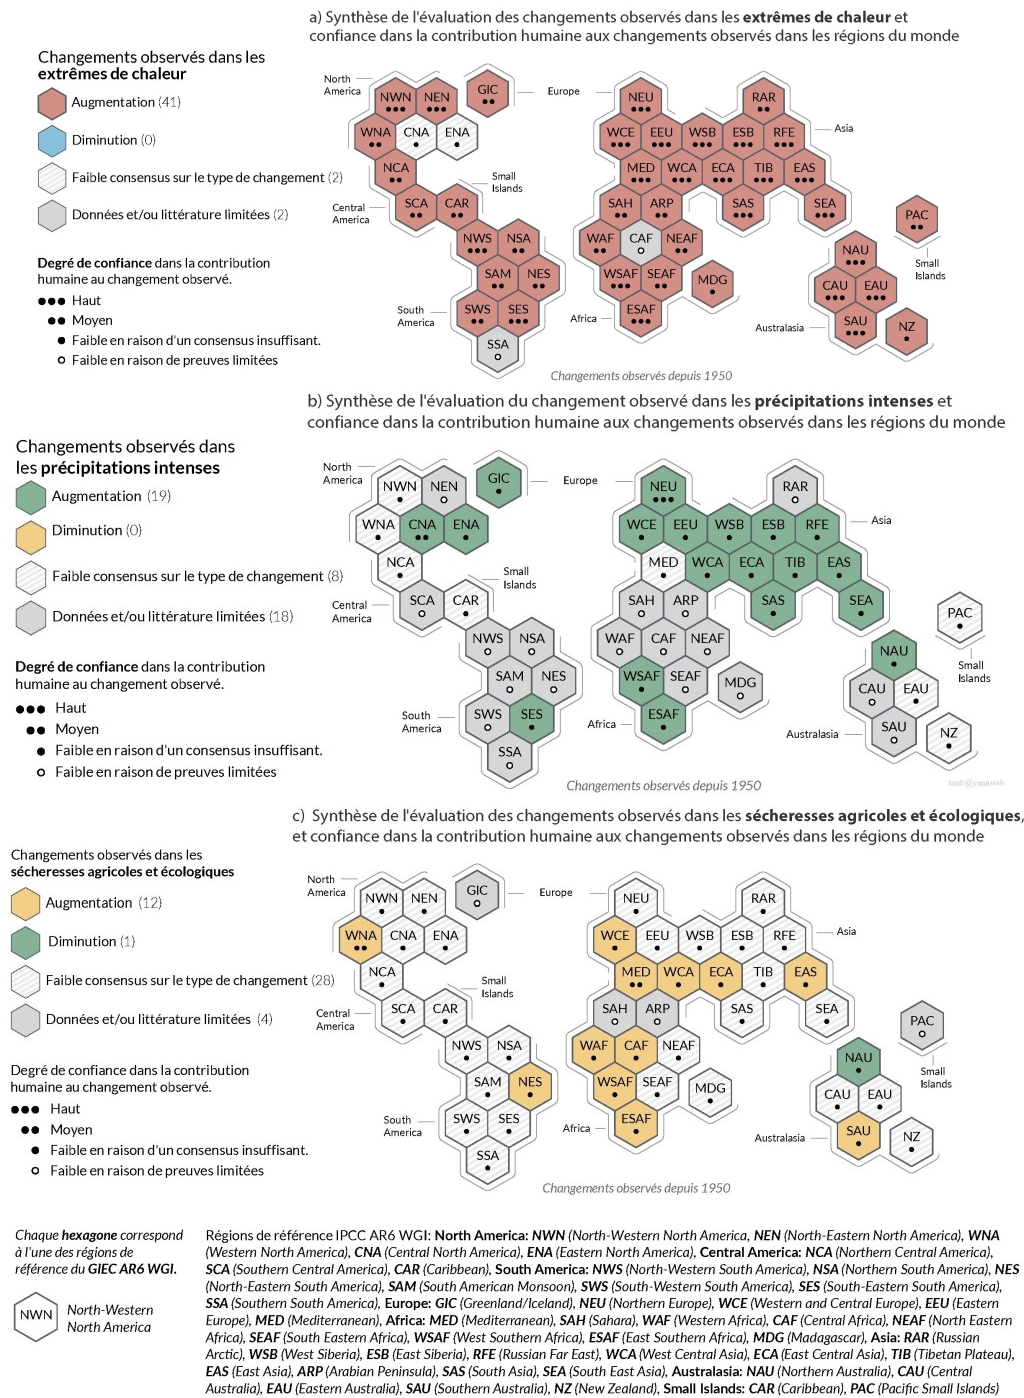 a) Synthèse de l'évaluation des changements observés dans les extrêmes de chaleur et
confiance dans la contribution humaine aux changements observés dans les régions du monde
Changements observés dans les
extrêmes de chaleur
Augmentation (41)
Diminution (0)
Faible consensus sur le type de changement (2)
Données et/ou littérature limitées (2)
Degré de confiance dans la contribution
humaine au changement observé.
Haut
Moyen
Faible en raison d'un consensus insuffisant.
Faible en raison de preuves limitées
North
America
NWN NEN GIC
Europe
NEU RAR
WNA CNA ENA
WCE EEU WSB ESB RFE
Asia
NCA
MED WCA ECA TIB EAS
Small
Islands
Central
America
SCA CAR
SAH ARP SAS SEA
PAC
NWS NSA
WAF CAF NEAF
NAU
Small
Islands
SAM NES
WSAF SEAF MDG
CAU EAU
South
America
SWS SES
Africa
ESAF
Australasia
SAU NZ
SSA
Changements observés depuis 1950
b) Synthèse de l'évaluation du changement observé dans les précipitations intenses et
confiance dans la contribution humaine aux changements observés dans les régions du monde
Changements observés dans
les précipitations intenses
Augmentation (19)
Diminution (0)
Faible consensus sur le type de changement (8)
Données et/ou littérature limitées (18)
Degré de confiance dans la contribution
humaine au changement observé.
Haut
Moyen
Faible en raison d'un consensus insuffisant.
Faible en raison de preuves limitées
North
America
NWN NEN GIC
Europe
NEU RAR
WNA CNA ENA
WCE EEU WSB ESB RFE
Asia
NCA
MED WCA ECA TIB EAS
Small
Islands
Central
America
SCA CAR
SAH ARP SAS SEA
PAC
NWS NSA
WAF CAF NEAF
NAU
Small
Islands
SAM NES
WSAF SEAF MDG
CAU EAU
South
America
SWS SES
Africa
ESAF
Australasia
SAU NZ
SSA
Changements observés depuis 1950
c) Synthèse de l'évaluation des changements observés dans les sécheresses agricoles et écologiques,
et confiance dans la contribution humaine aux changements observés dans les régions du monde
Changements observés dans les
sécheresses agricoles et écologiques
Augmentation (12)
Diminution (1)
Faible consensus sur le type de changement (28)
Données et/ou littérature limitées (4)
Degré de confiance dans la contribution
humaine au changement observé.
Haut
Moyen
Faible en raison d'un consensus insuffisant.
Faible en raison de preuves limitées
North
America
NWN NEN GIC
Europe
NEU RAR
WNA CNA ENA
WCE EEU WSB ESB RFE
Asia
NCA
MED WCA ECA TIB EAS
Small
Islands
Central
America
SCA CAR
SAH ARP SAS SEA
PAC
NWS NSA
WAF CAF NEAF
NAU
Small
Islands
SAM NES
WSAF SEAF MDG
CAU EAU
South
America
SWS SES
Africa
ESAF
Australasia
SAU NZ
SSA
Changements observés depuis 1950
Chaque hexagone correspond
à l'une des régions de
référence du GIEC AR6 WGI.
NWN
North-Western
North America
Régions de référence IPCC AR6 WGI: North America: NWN (North-Western North America, NEN (North-Eastern North America), WNA
(Western North America), CNA (Central North America), ENA (Eastern North America), Central America: NCA (Northern Central America),
SCA (Southern Central America), CAR (Caribbean), South America: NWS (North-Western South America), NSA (Northern South America), NES
(North-Eastern South America), SAM (South American Monsoon), SWS (South-Western South America), SES (South-Eastern South America),
SSA (Southern South America), Europe: GIC (Greenland/Iceland), NEU (Northern Europe), WCE (Western and Central Europe), EEU (Eastern
Europe), MED (Mediterranean), Africa: MED (Mediterranean), SAH (Sahara), WAF (Western Africa), CAF (Central Africa), NEAF (North Eastern
Africa), SEAF (South Eastern Africa), WSAF (West Southern Africa), ESAF (East Southern Africa), MDG (Madagascar), Asia: RAR (Russian
Arctic), WSB (West Siberia), ESB (East Siberia), RFE (Russian Far East), WCA (West Central Asia), ECA (East Central Asia), TIB (Tibetan Plateau),
EAS (East Asia), ARP (Arabian Peninsula), SAS (South Asia), SEA (South East Asia), Australasia: NAU (Northern Australia), CAU (Central
Australia), EAU (Eastern Australia), SAU (Southern Australia), NZ (New Zealand), Small Islands: CAR (Caribbean), PAC (Pacific Small Islands)